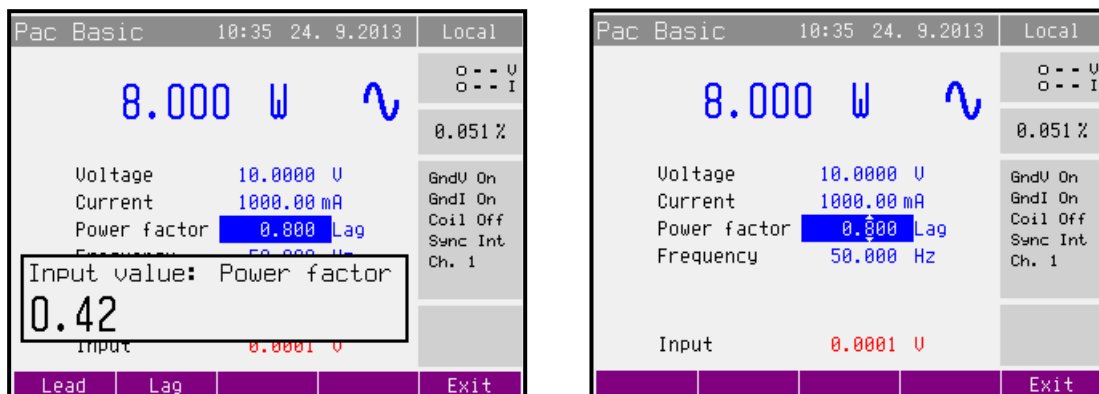 Pac Basic 10:35 24. 9.2013 Local
o--V
o--I
8.000 W
0.051%
Voltage 10.0000 V
Current 1000.00 mA
Power factor 0.800 Lag
GndV On
GndI On
Coil Off
Sync Int
Ch. 1
Input value: Power factor
0.42
Input 0.0001 V
Lead Lag Exit
Pac Basic 10:35 24. 9.2013 Local
o--V
o--I
8.000 W
0.051%
Voltage 10.0000 V
Current 1000.00 mA
Power factor 0.800 Lag
Frequency 50.000 Hz
GndV On
GndI On
Coil Off
Sync Int
Ch. 1
Input 0.0001 V
Exit